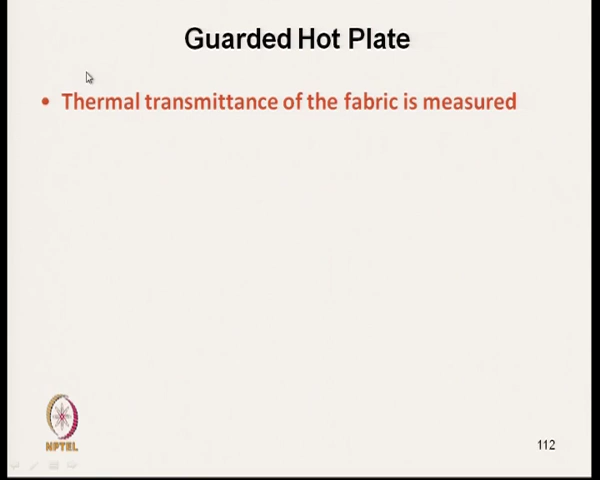 Guarded Hot Plate
• Thermal transmittance of the fabric is measured
NPTEL
112